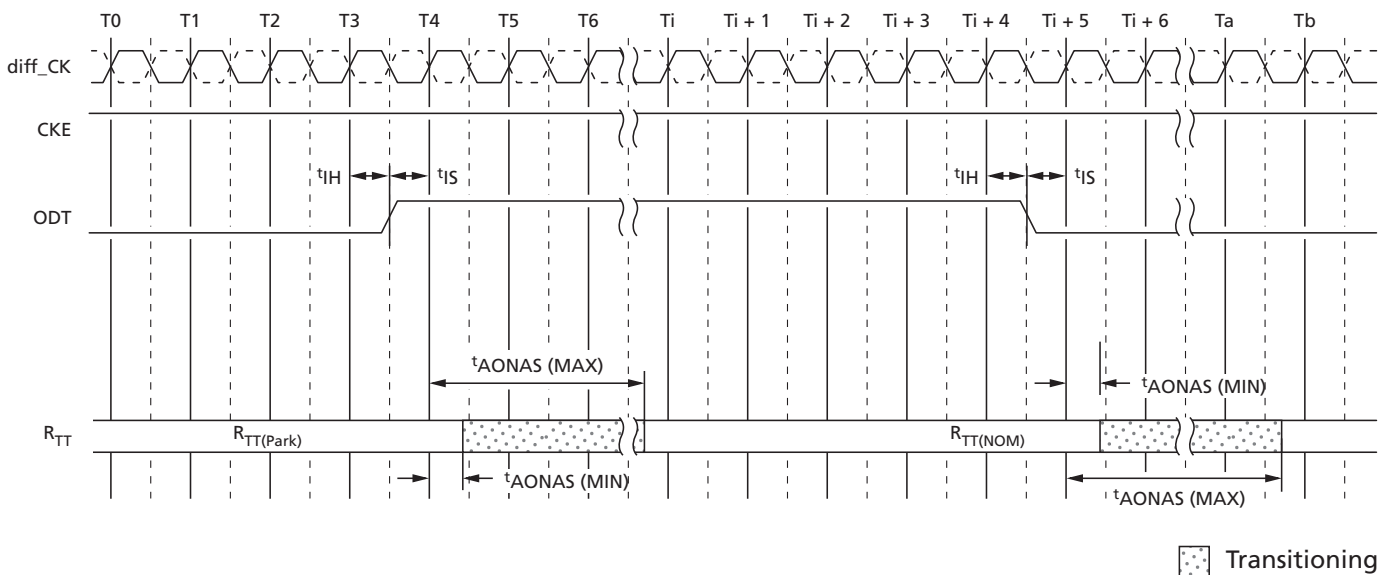 T0 T1 T2 T3 T4 T5 T6 Ti Ti + 1 Ti + 2 Ti + 3 Ti + 4 Ti + 5 Ti + 6 Ta Tb
diff_CK
CKE
tIH tIS tIH tIS
ODT
tAONAS (MAX)
tAONAS (MIN)
RTT RTT(Park) RTT(NOM)
tAONAS (MIN)
tAONAS (MAX)
Transitioning